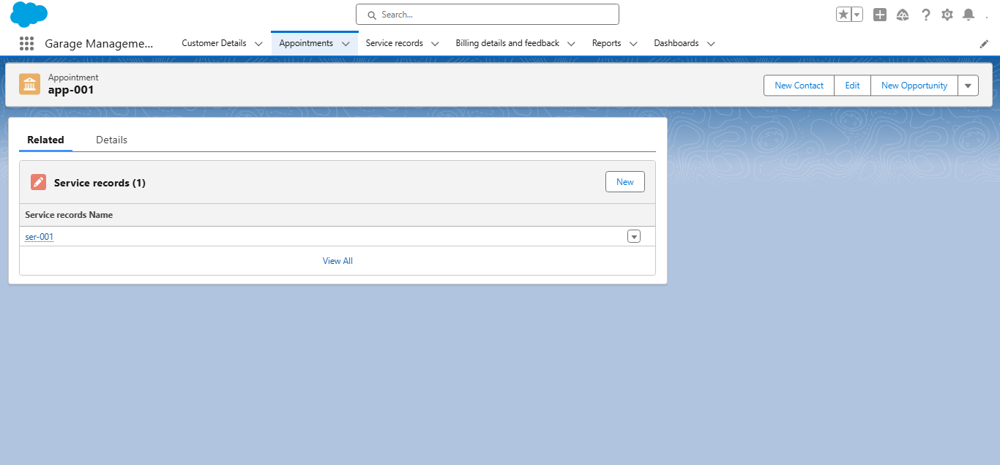 Search...
Garage Manageme...
Customer Details
Appointments
Service records
Billing details and feedback
Reports
Dashboards
Appointment
app-001
New Contact
Edit
New Opportunity
Related
Details
Service records (1)
New
Service records Name
ser-001
View All